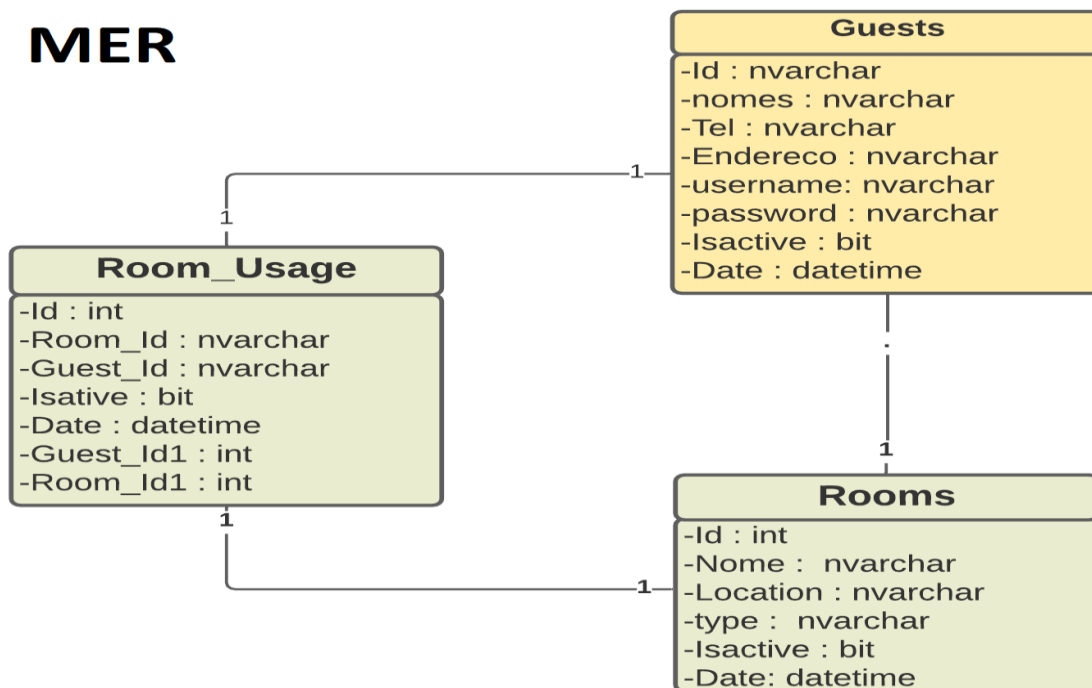 MER
Guests
-Id : nvarchar
-nomes : nvarchar
-Tel : nvarchar
-Endereco : nvarchar
-username: nvarchar
-password : nvarchar
-Isactive : bit
-Date : datetime
1
1
Room_Usage
-Id : int
-Room_Id : nvarchar
-Guest_Id : nvarchar
-Isative : bit
-Date : datetime
-Guest_Id1 : int
-Room_Id1 : int
.
1
1
1
Rooms
-Id : int
-Nome : nvarchar
-Location : nvarchar
-type : nvarchar
-Isactive : bit
-Date: datetime